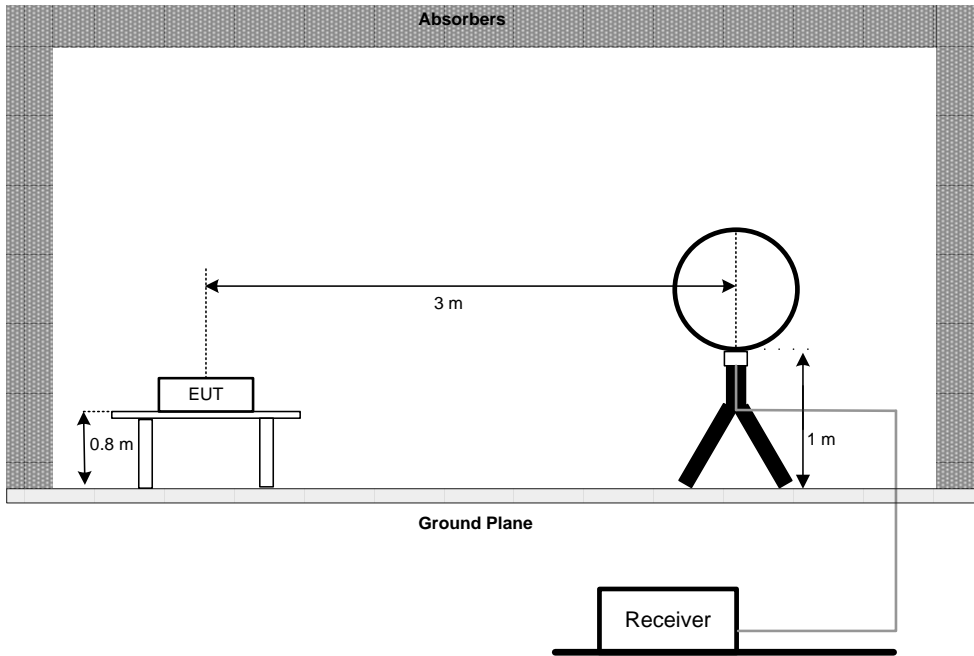 Absorbers
3 m
EUT
0.8 m
1 m
Ground Plane
Receiver